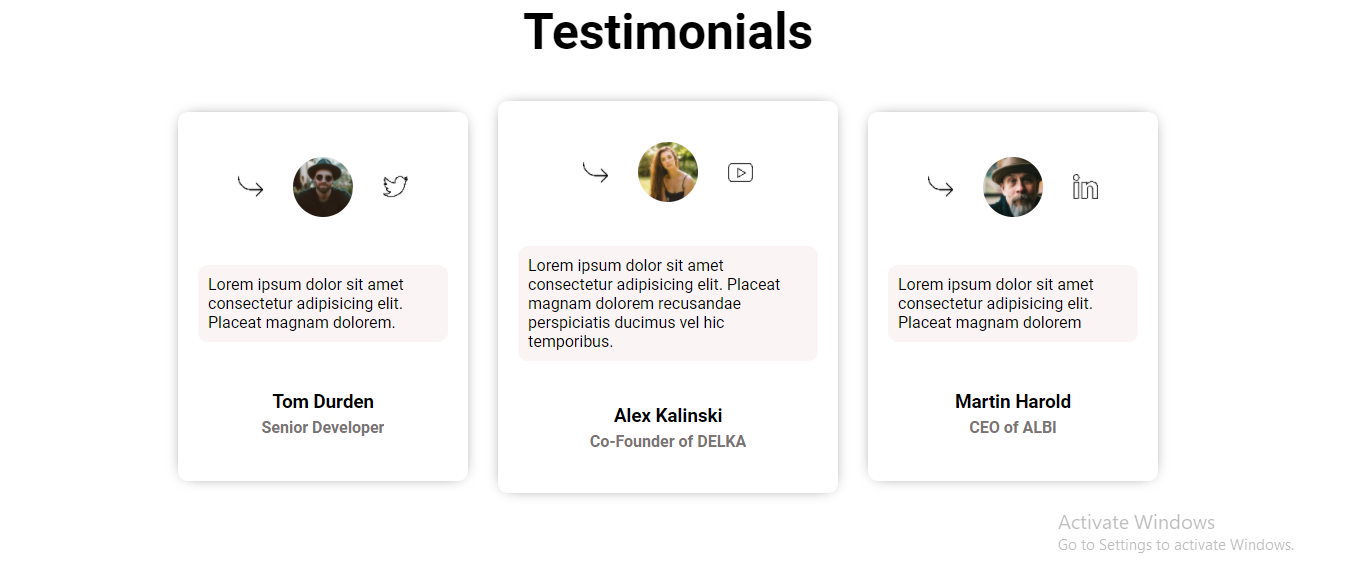 Testimonials
Lorem ipsum dolor sit amet
consectetur adipisicing elit.
Placeat magnam dolorem.
Tom Durden
Senior Developer
Lorem ipsum dolor sit amet
consectetur adipisicing elit. Placeat
magnam dolorem recusandae
perspiciatis ducimus vel hic
temporibus.
Alex Kalinski
Co-Founder of DELKA
Lorem ipsum dolor sit amet
consectetur adipisicing elit.
Placeat magnam dolorem
Martin Harold
CEO of ALBI
Activate Windows
Go to Settings to activate Windows.